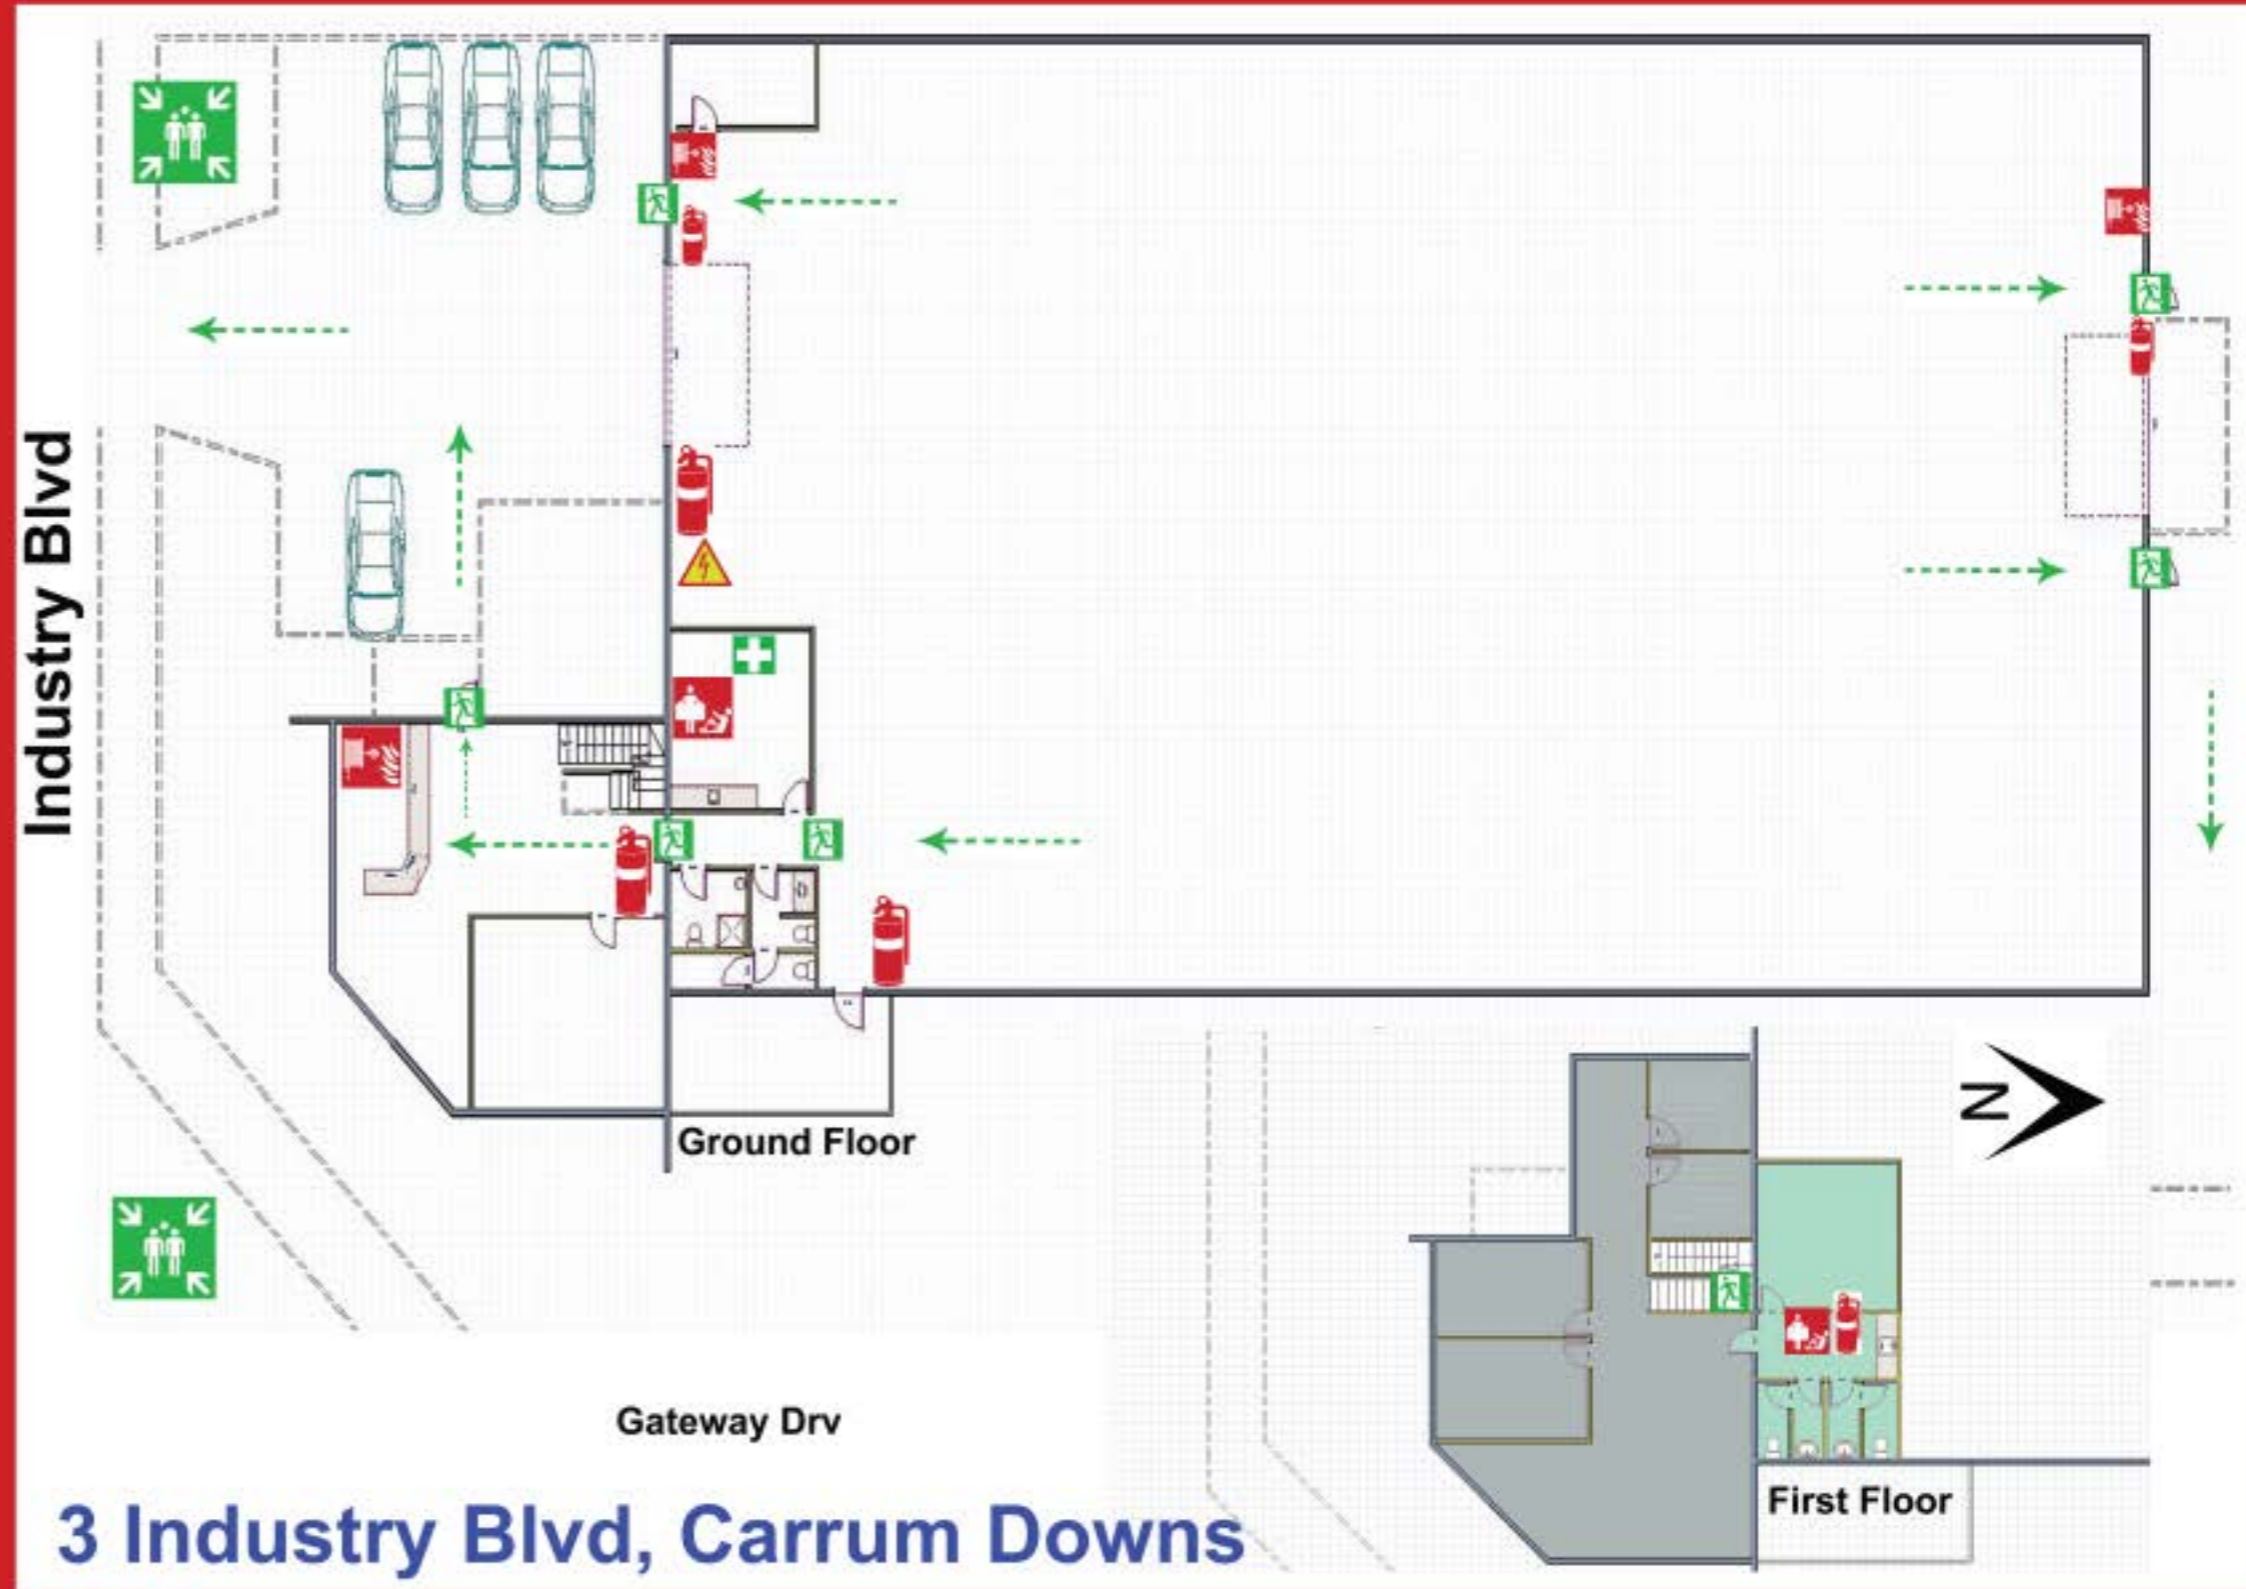 Industry Blvd
Ground Floor
N
First Floor
Gateway Drv
3 Industry Blvd, Carrum Downs